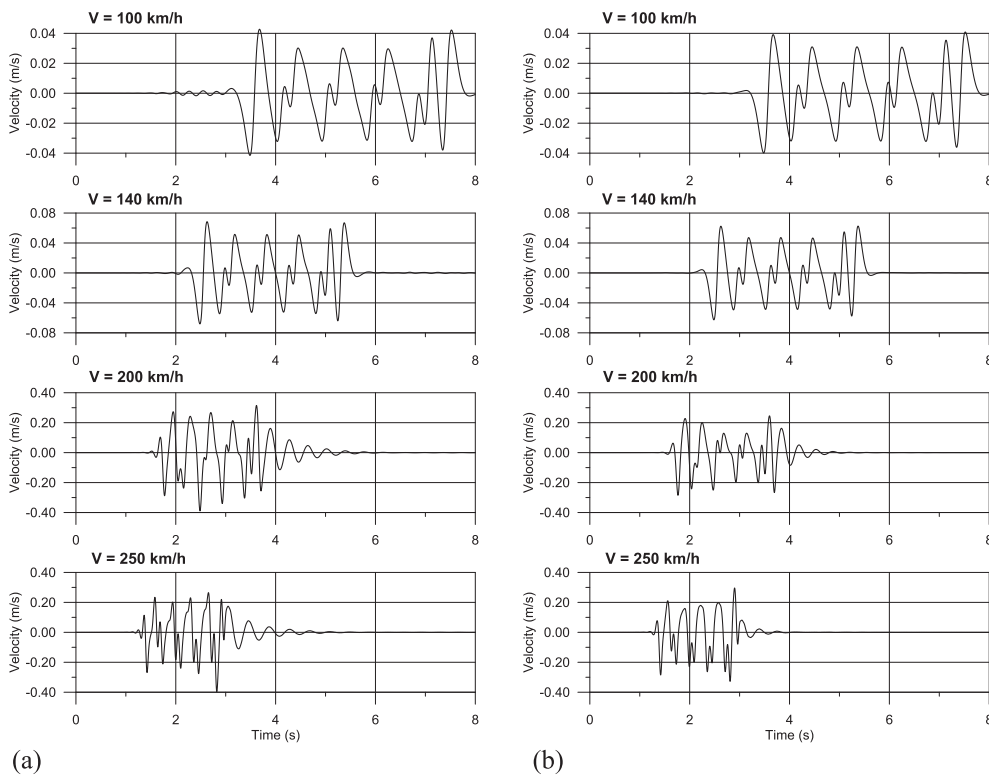 V = 100 km/h
Velocity (m/s)
0.04
0.02
0.00
-0.02
-0.04
0 2 4 6 8
V = 140 km/h
Velocity (m/s)
0.08
0.04
0.00
-0.04
-0.08
0 2 4 6 8
V = 200 km/h
Velocity (m/s)
0.40
0.20
0.00
-0.20
-0.40
0 2 4 6 8
V = 250 km/h
Velocity (m/s)
0.40
0.20
0.00
-0.20
-0.40
0 2 4 6 8
Time (s)
(a)
V = 100 km/h
Velocity (m/s)
0.04
0.02
0.00
-0.02
-0.04
0 2 4 6 8
V = 140 km/h
Velocity (m/s)
0.08
0.04
0.00
-0.04
-0.08
0 2 4 6 8
V = 200 km/h
Velocity (m/s)
0.40
0.20
0.00
-0.20
-0.40
0 2 4 6 8
V = 250 km/h
Velocity (m/s)
0.40
0.20
0.00
-0.20
-0.40
0 2 4 6 8
Time (s)
(b)